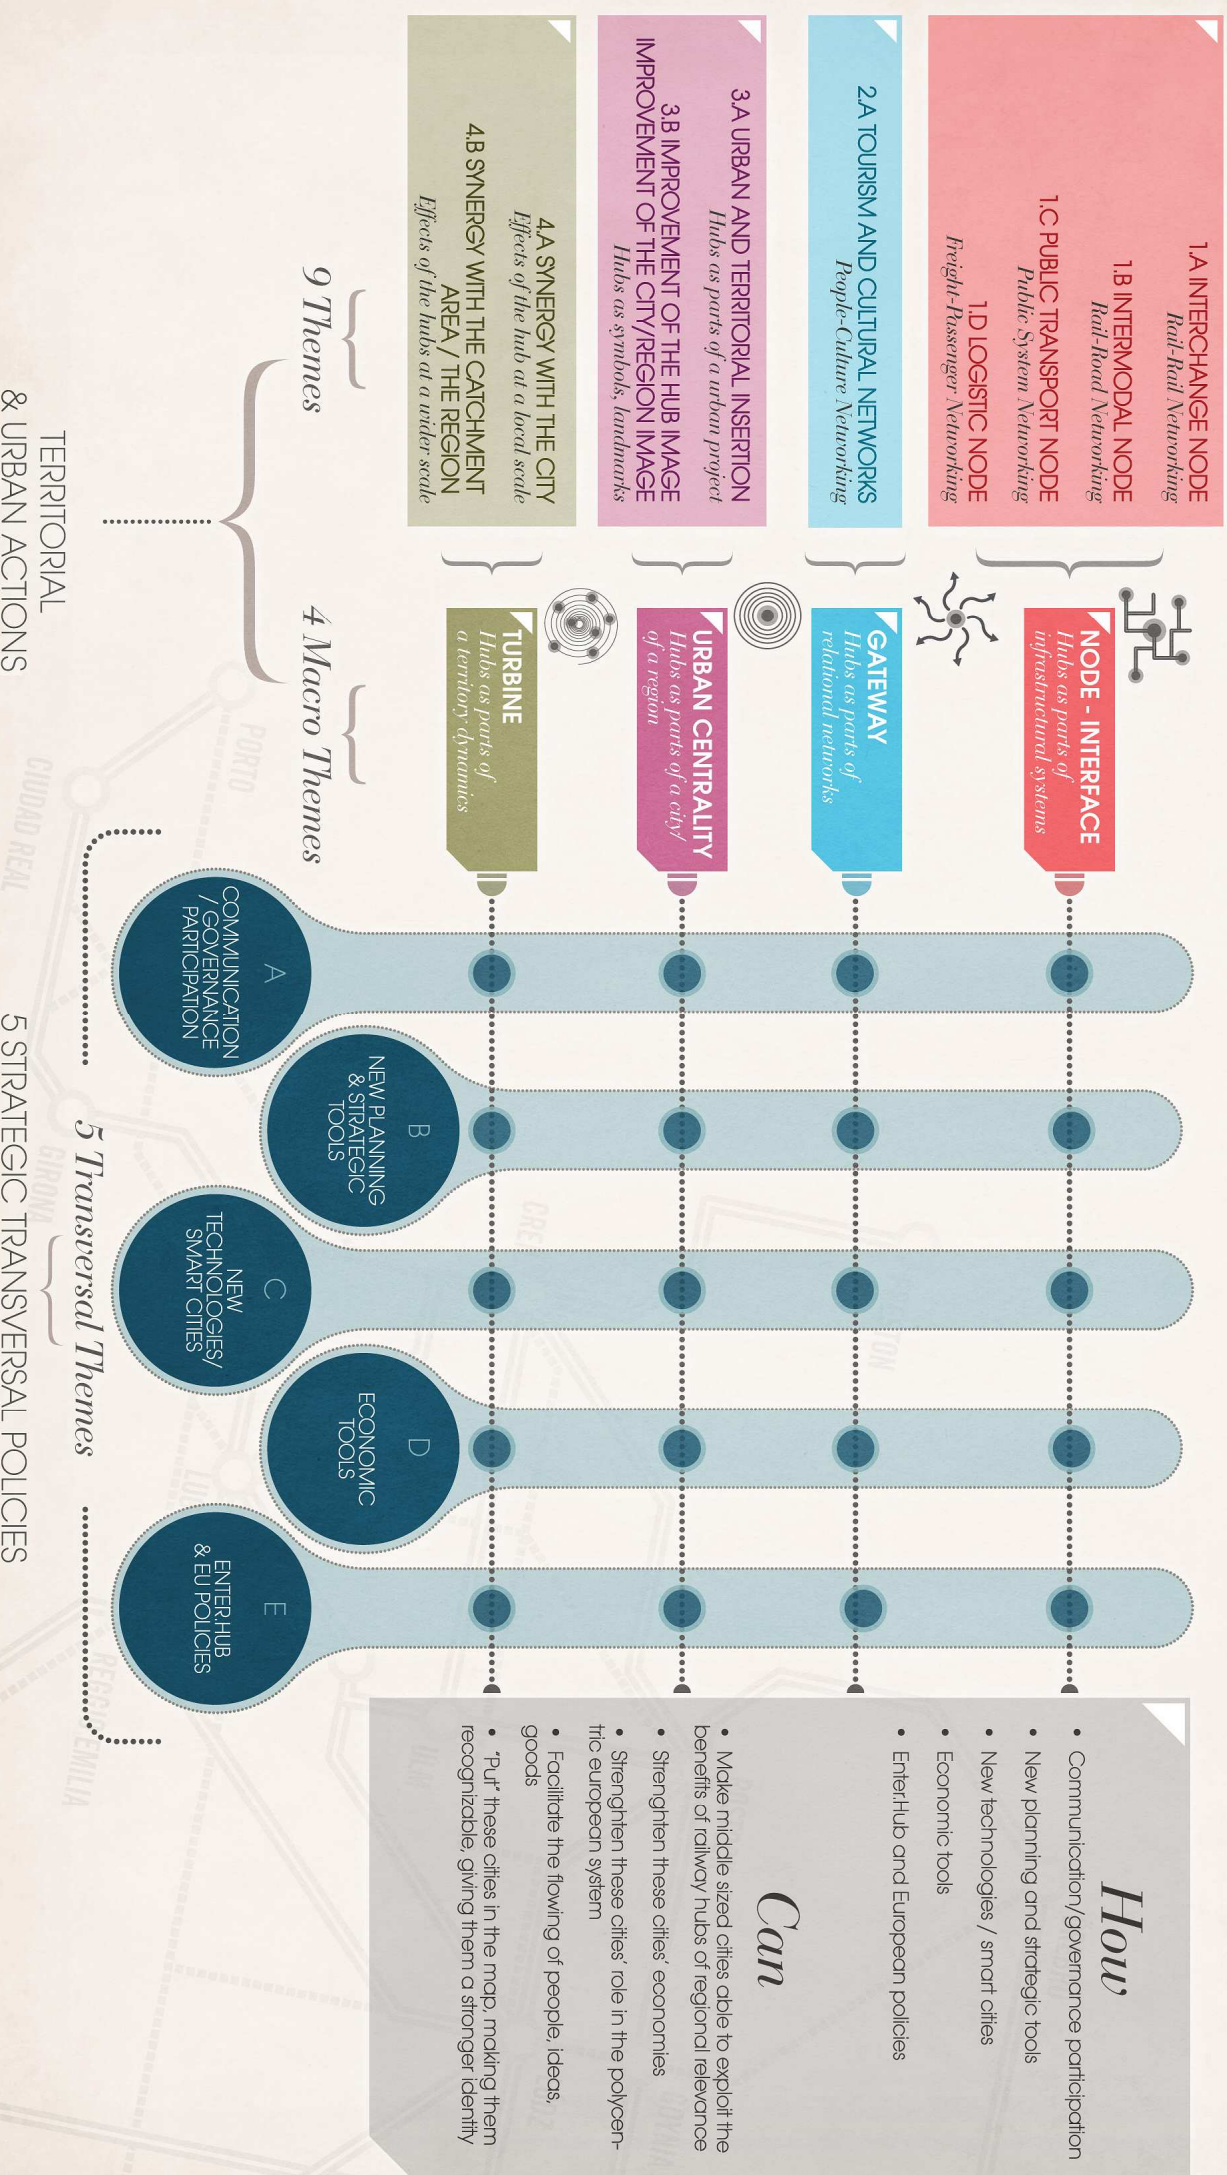 1.A INTERCHANGE NODE
Rail-Rail Networking
1.B INTERMODAL NODE
Rail-Road Networking
1.C PUBLIC TRANSPORT NODE
Public System Networking
1.D LOGISTIC NODE
Freight-Passenger Networking
2.A TOURISM AND CULTURAL NETWORKS
People-Culture Networking
3.A URBAN AND TERRITORIAL INSERTION
Hubs as parts of a urban project
3.B IMPROVEMENT OF THE HUB IMAGE
IMPROVEMENT OF THE CITY/REGION IMAGE
Hubs as symbols, landmarks
4.A SYNERGY WITH THE CITY
Effects of the hub at a local scale
4.B SYNERGY WITH THE CATCHMENT
AREA / THE REGION
Effects of the hubs at a wider scale
NODE - INTERFACE
Hubs as parts of
infrastructural systems
GATEWAY
Hubs as parts of
relational networks
URBAN CENTRALITY
Hubs as parts of a city/
of a region
TURBINE
Hubs as parts of
a territory dynamics
9 Themes
4 Macro Themes
TERRITORIAL
& URBAN ACTIONS
A
COMMUNICATION
/ GOVERNANCE
PARTICIPATION
B
NEW PLANNING
& STRATEGIC
TOOLS
C
NEW
TECHNOLOGIES/
SMART CITIES
D
ECONOMIC
TOOLS
E
ENTER.HUB
& EU POLICIES
5 Transversal Themes
5 STRATEGIC TRANSVERSAL POLICIES
How
• Communication/governance participation
• New planning and strategic tools
• New technologies / smart cities
• Economic tools
• Enter.Hub and European policies
Can
• Make middle sized cities able to exploit the
benefits of railway hubs of regional relevance
• Strenghten these cities' economies
• Strenghten these cities' role in the polycen-
tric european system
• Facilitate the flowing of people, ideas,
goods
• "Put" these cities in the map, making them
recognizable, giving them a stronger identity
PORTO
CIUDAD REAL
GIRONA
REGGIO EMILIA
ULM